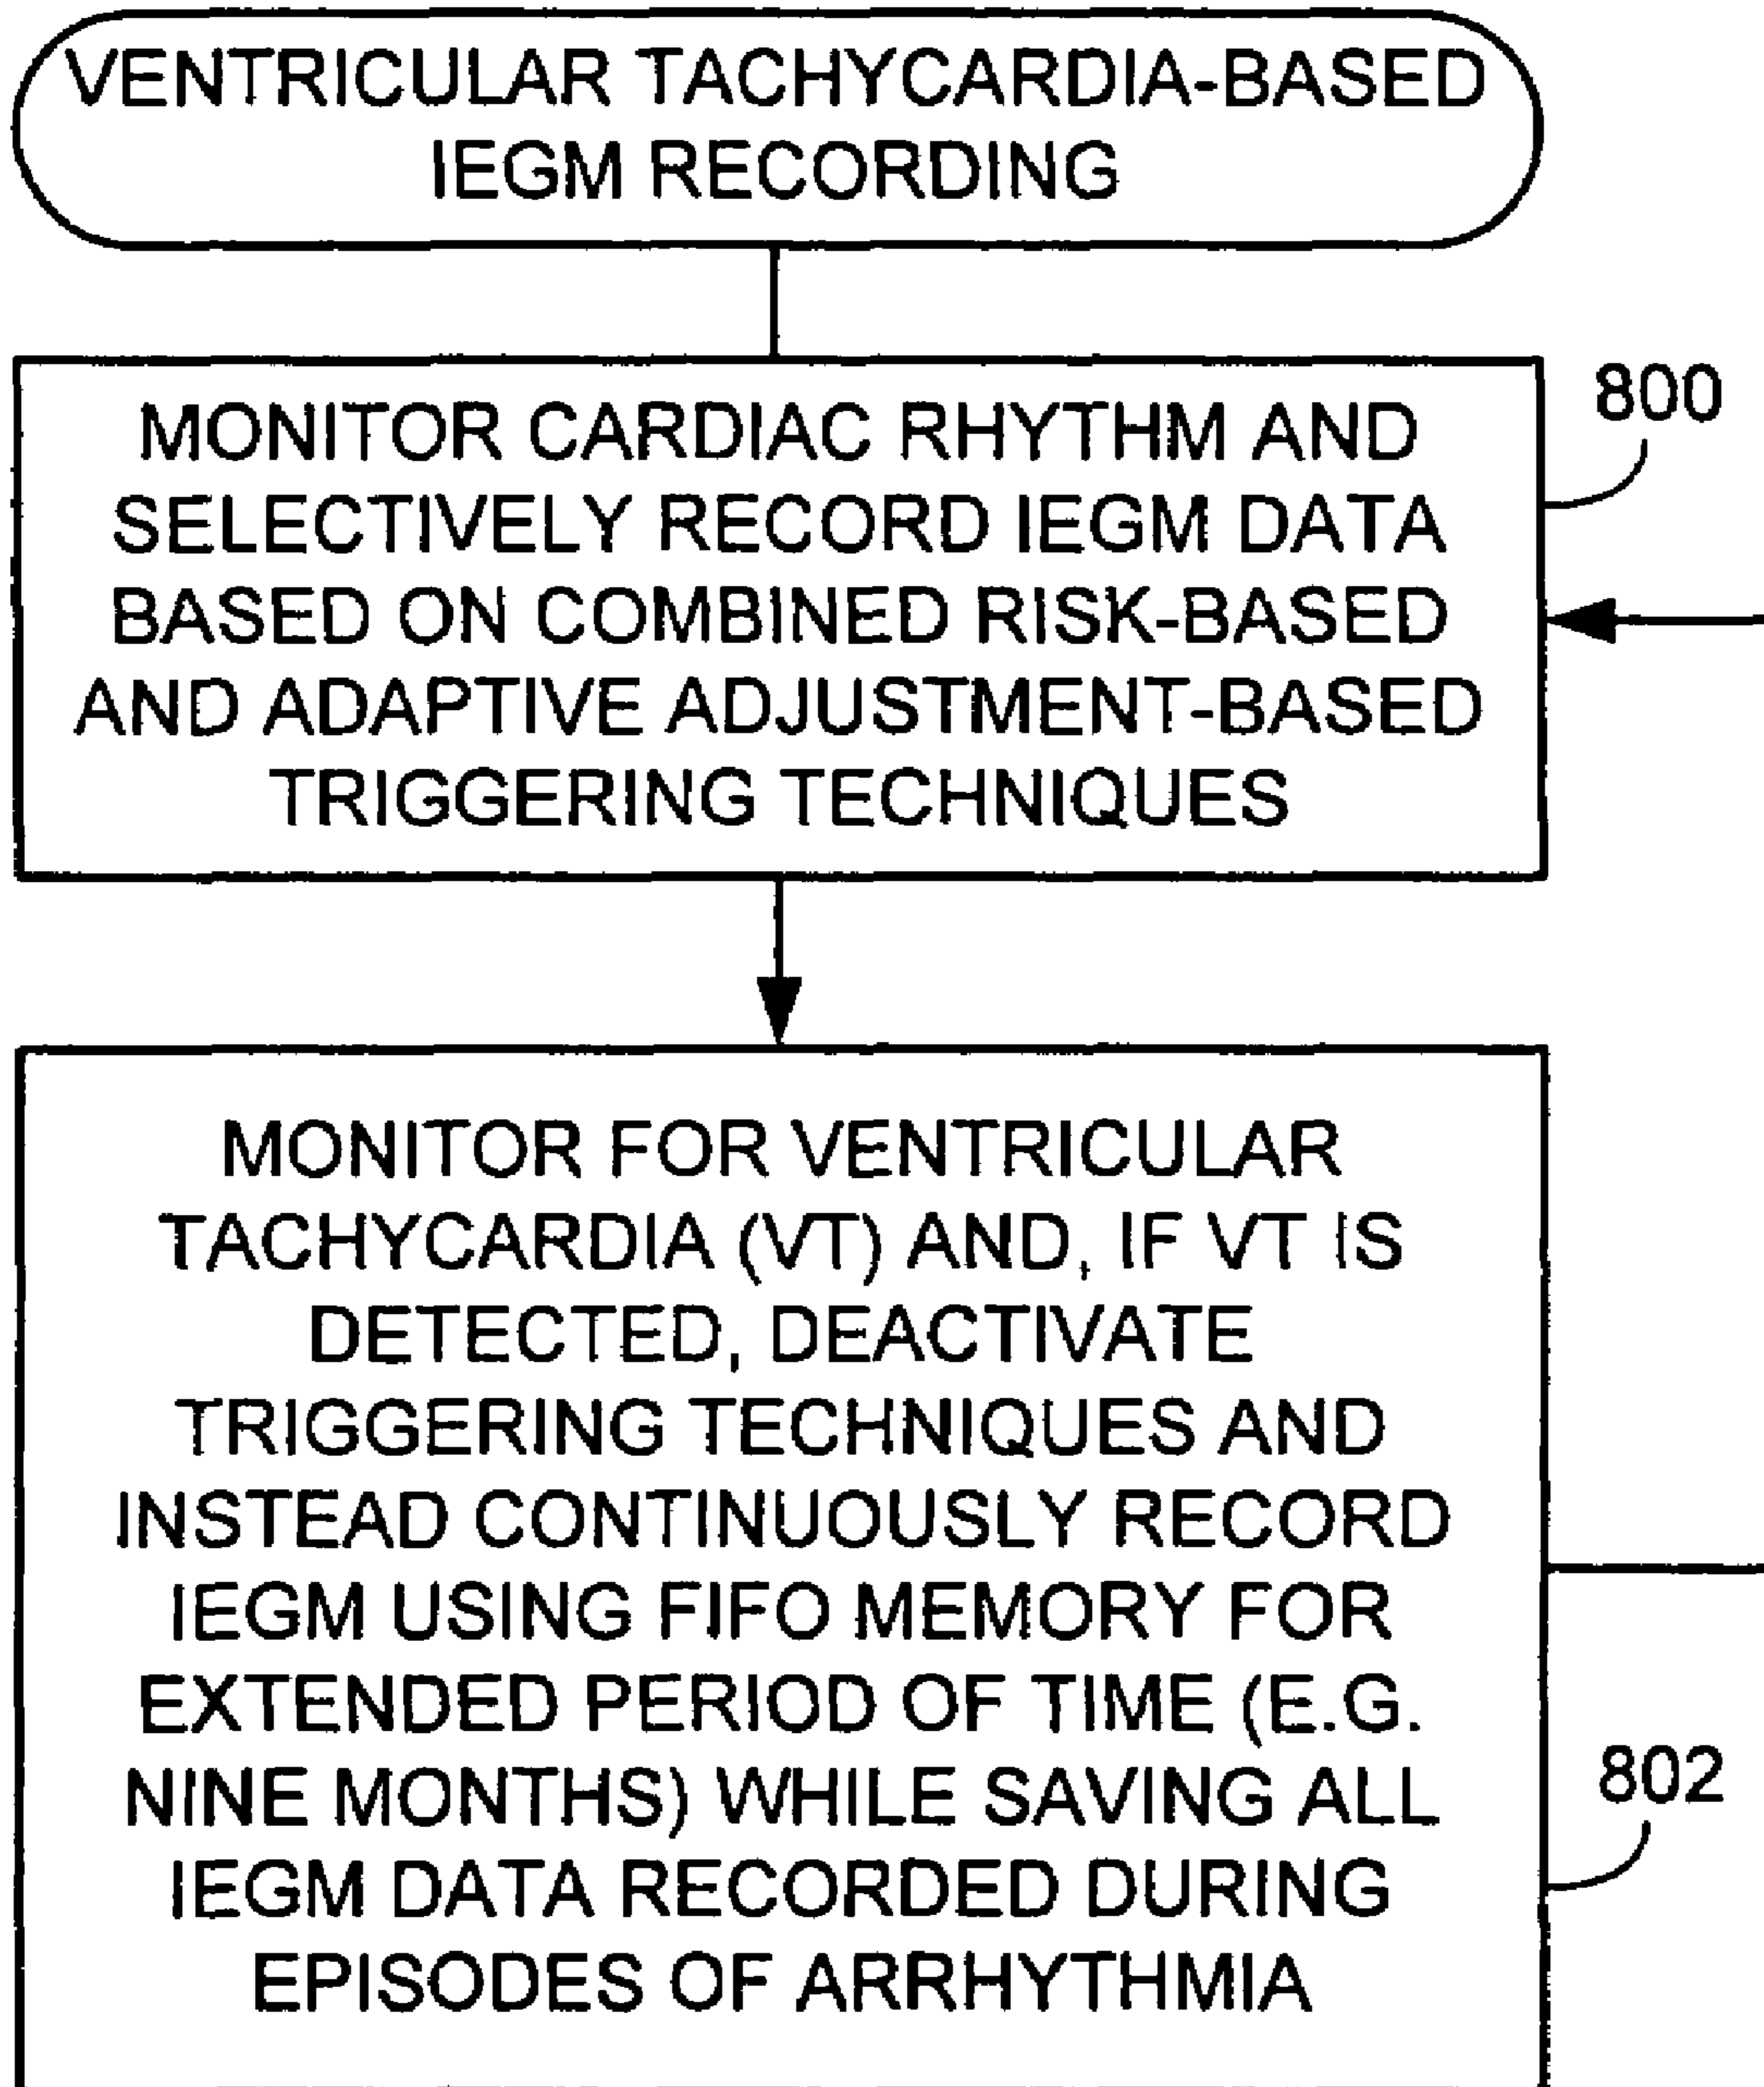 VENTRICULAR TACHYCARDIA-BASED
IEGM RECORDING
800
MONITOR CARDIAC RHYTHM AND
SELECTIVELY RECORD IEGM DATA
BASED ON COMBINED RISK-BASED
AND ADAPTIVE ADJUSTMENT-BASED
TRIGGERING TECHNIQUES
MONITOR FOR VENTRICULAR
TACHYCARDIA (VT) AND, IF VT IS
DETECTED, DEACTIVATE
TRIGGERING TECHNIQUES AND
INSTEAD CONTINUOUSLY RECORD
IEGM USING FIFO MEMORY FOR
EXTENDED PERIOD OF TIME (E.G.
NINE MONTHS) WHILE SAVING ALL
802
IEGM DATA RECORDED DURING
EPISODES OF ARRHYTHMIA